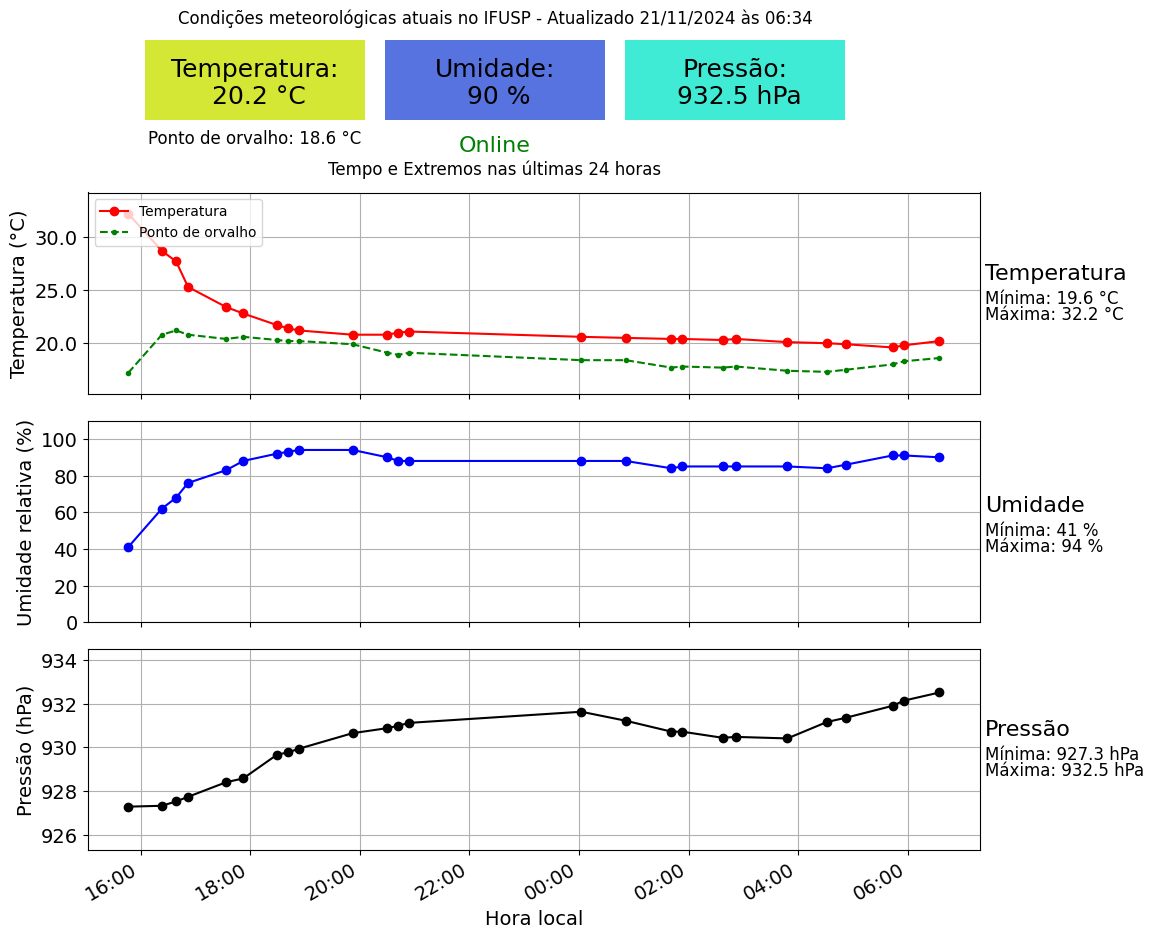 Condições meteorológicas atuais no IFUSP - Atualizado 21/11/2024 às 06:34
Temperatura:
20.2 °C
Umidade:
90 %
Pressão:
932.5 hPa
Ponto de orvalho: 18.6 °C
Online
Tempo e Extremos nas últimas 24 horas
Temperatura (°C)
30.0
25.0
20.0
Temperatura
Ponto de orvalho
Temperatura
Mínima: 19.6 °C
Máxima: 32.2 °C
Umidade relativa (%)
100
80
60
40
20
0
Umidade
Mínima: 41 %
Máxima: 94 %
Pressão (hPa)
934
932
930
928
926
Pressão
Mínima: 927.3 hPa
Máxima: 932.5 hPa
16:00
18:00
20:00
22:00
00:00
02:00
04:00
06:00
Hora local